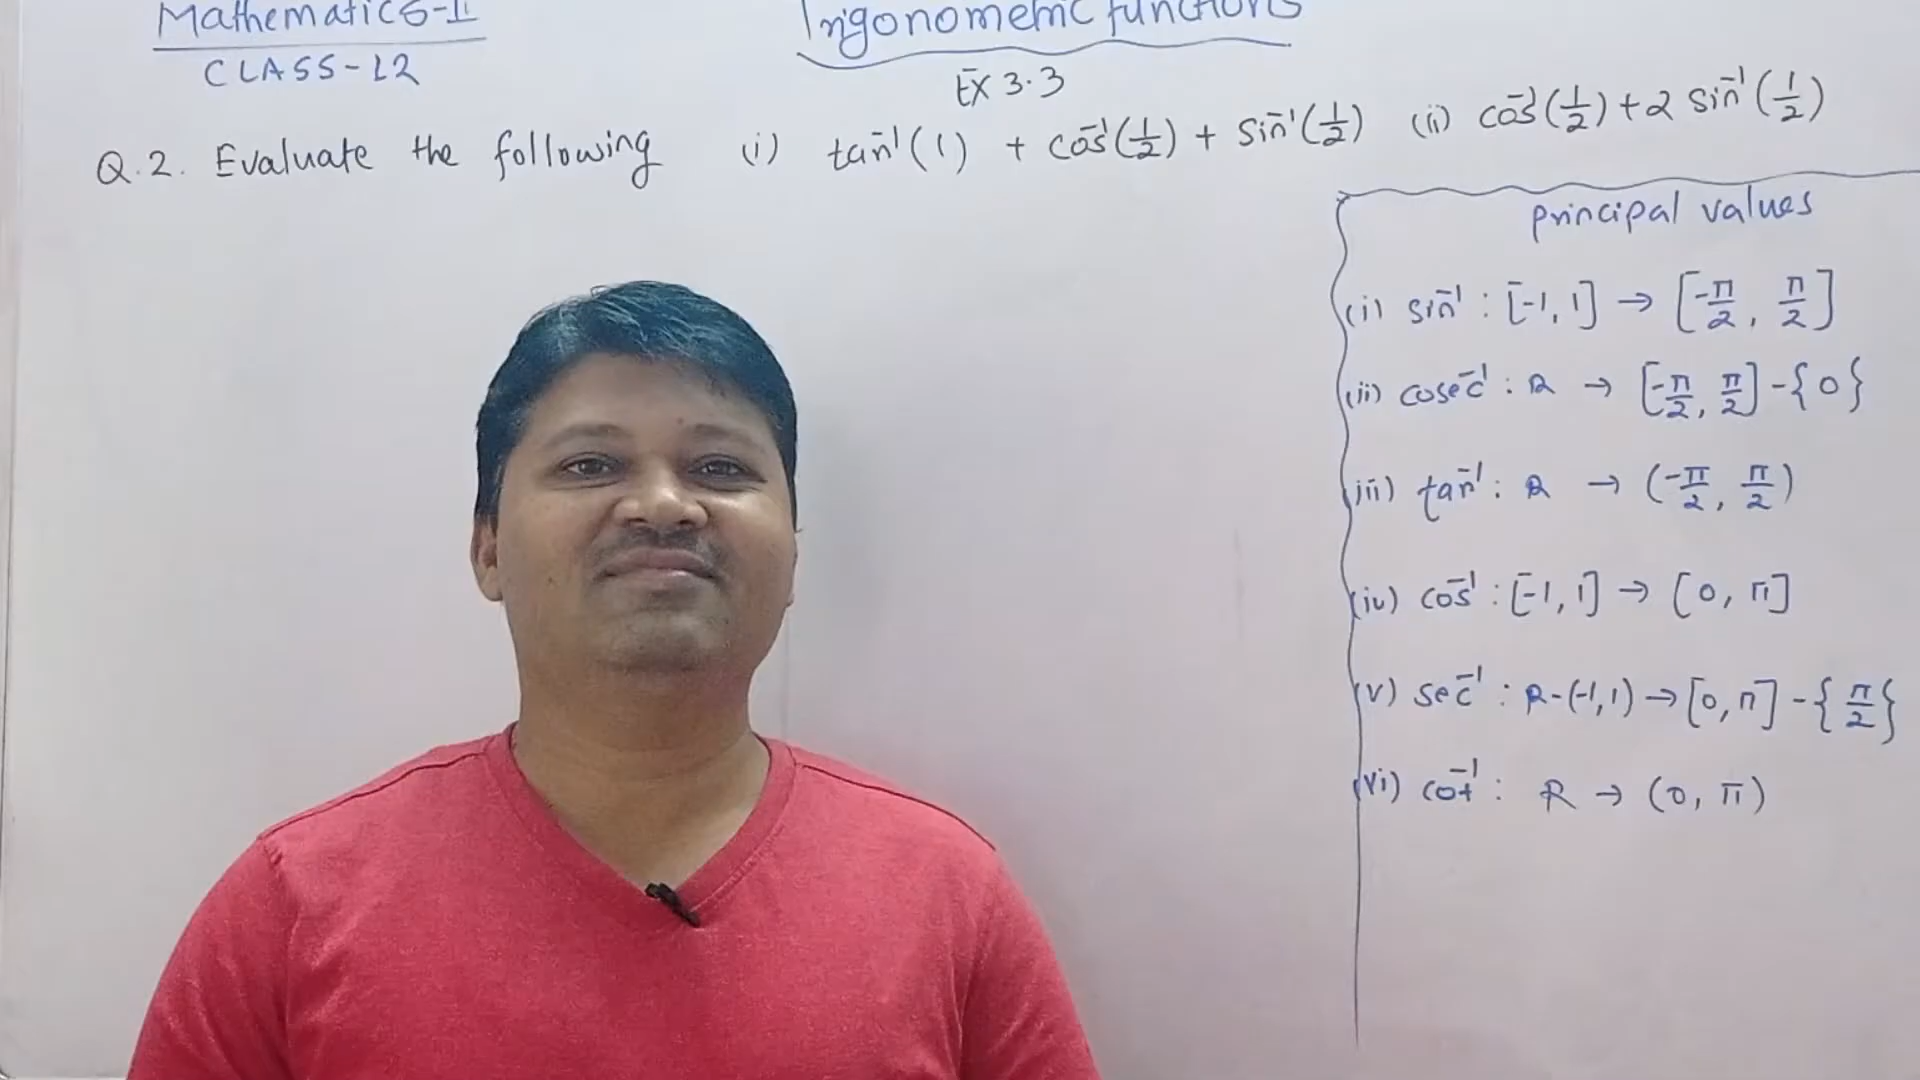 Mathematics-II
CLASS-12
Trigonometric functions
EX 3.3
Q.2. Evaluate the following (i) tan⁻¹(1) + cos⁻¹(1/2) + sin⁻¹(1/2) (ii) cos⁻¹(1/2) + 2 sin⁻¹(1/2)
principal values
(i) sin⁻¹ : [-1, 1] → [-π/2, π/2]
(ii) cosec⁻¹ : R → [-π/2, π/2] - {0}
iii) tan⁻¹ : R → (-π/2, π/2)
(iv) cos⁻¹ : [-1, 1] → [0, π]
(v) sec⁻¹ : R-(-1, 1) → [0, π] - {π/2}
(vi) cot⁻¹ : R → (0, π)